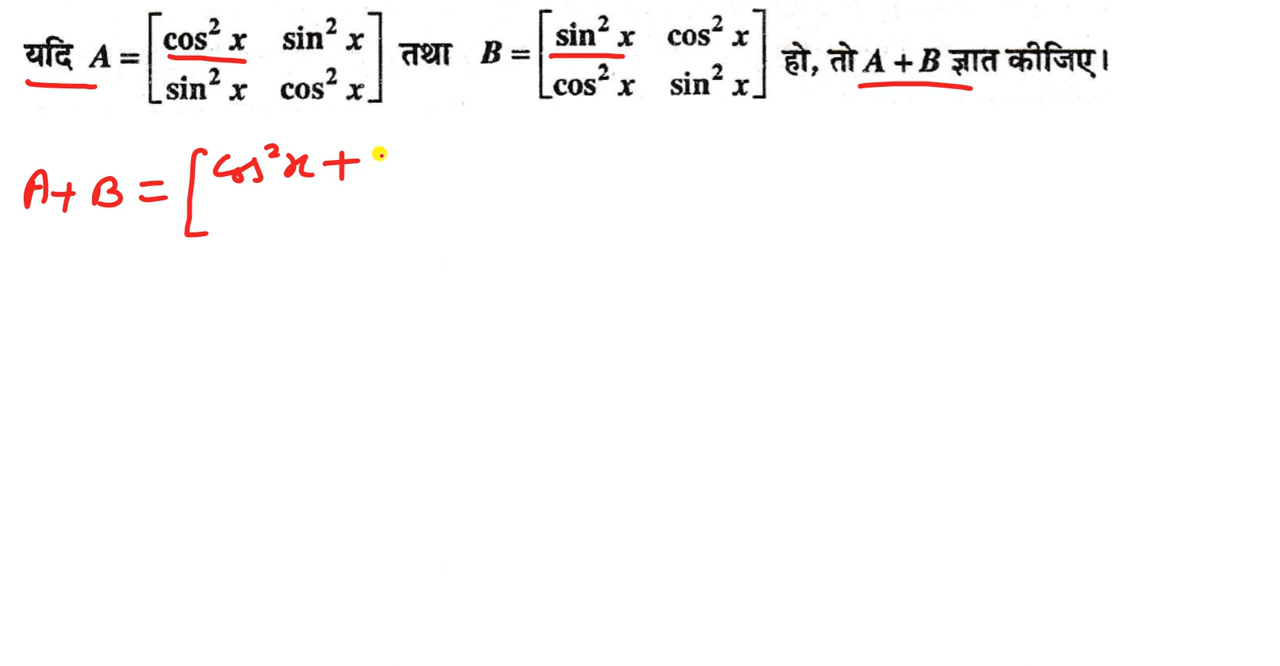 यदि A = [cos² x sin² x
sin² x cos² x] तथा B = [sin² x cos² x
cos² x sin² x] हो, तो A + B ज्ञात कीजिए।
A + B = [cos²x +